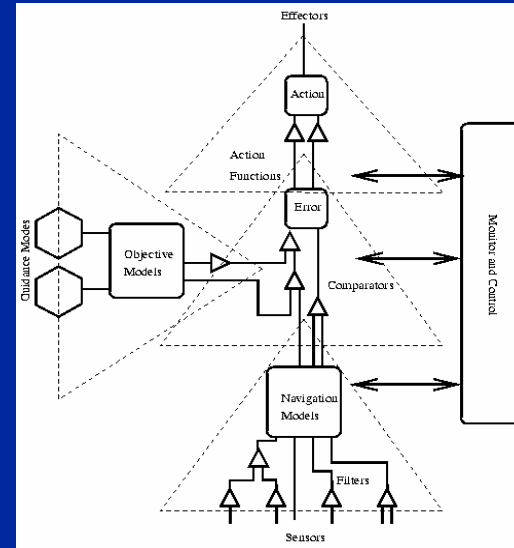 Effectors
Action
Action
Functions
Error
Guidance Modes
Objective
Models
Comparators
Monitor and Control
Navigation
Models
Filters
Sensors